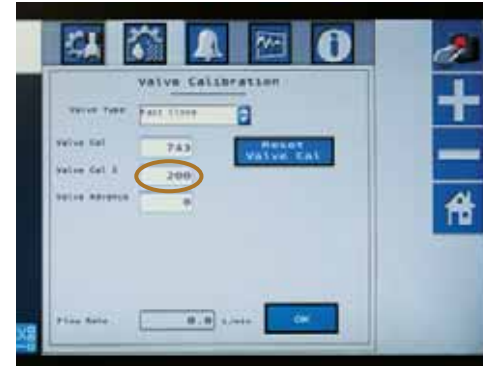 Valve Calibration
Valve Type Fast Close
Valve Cal 743 Reset Valve Cal
Valve Cal 2 200
Valve Advance 0
Flow Rate 0.0 L/min OK